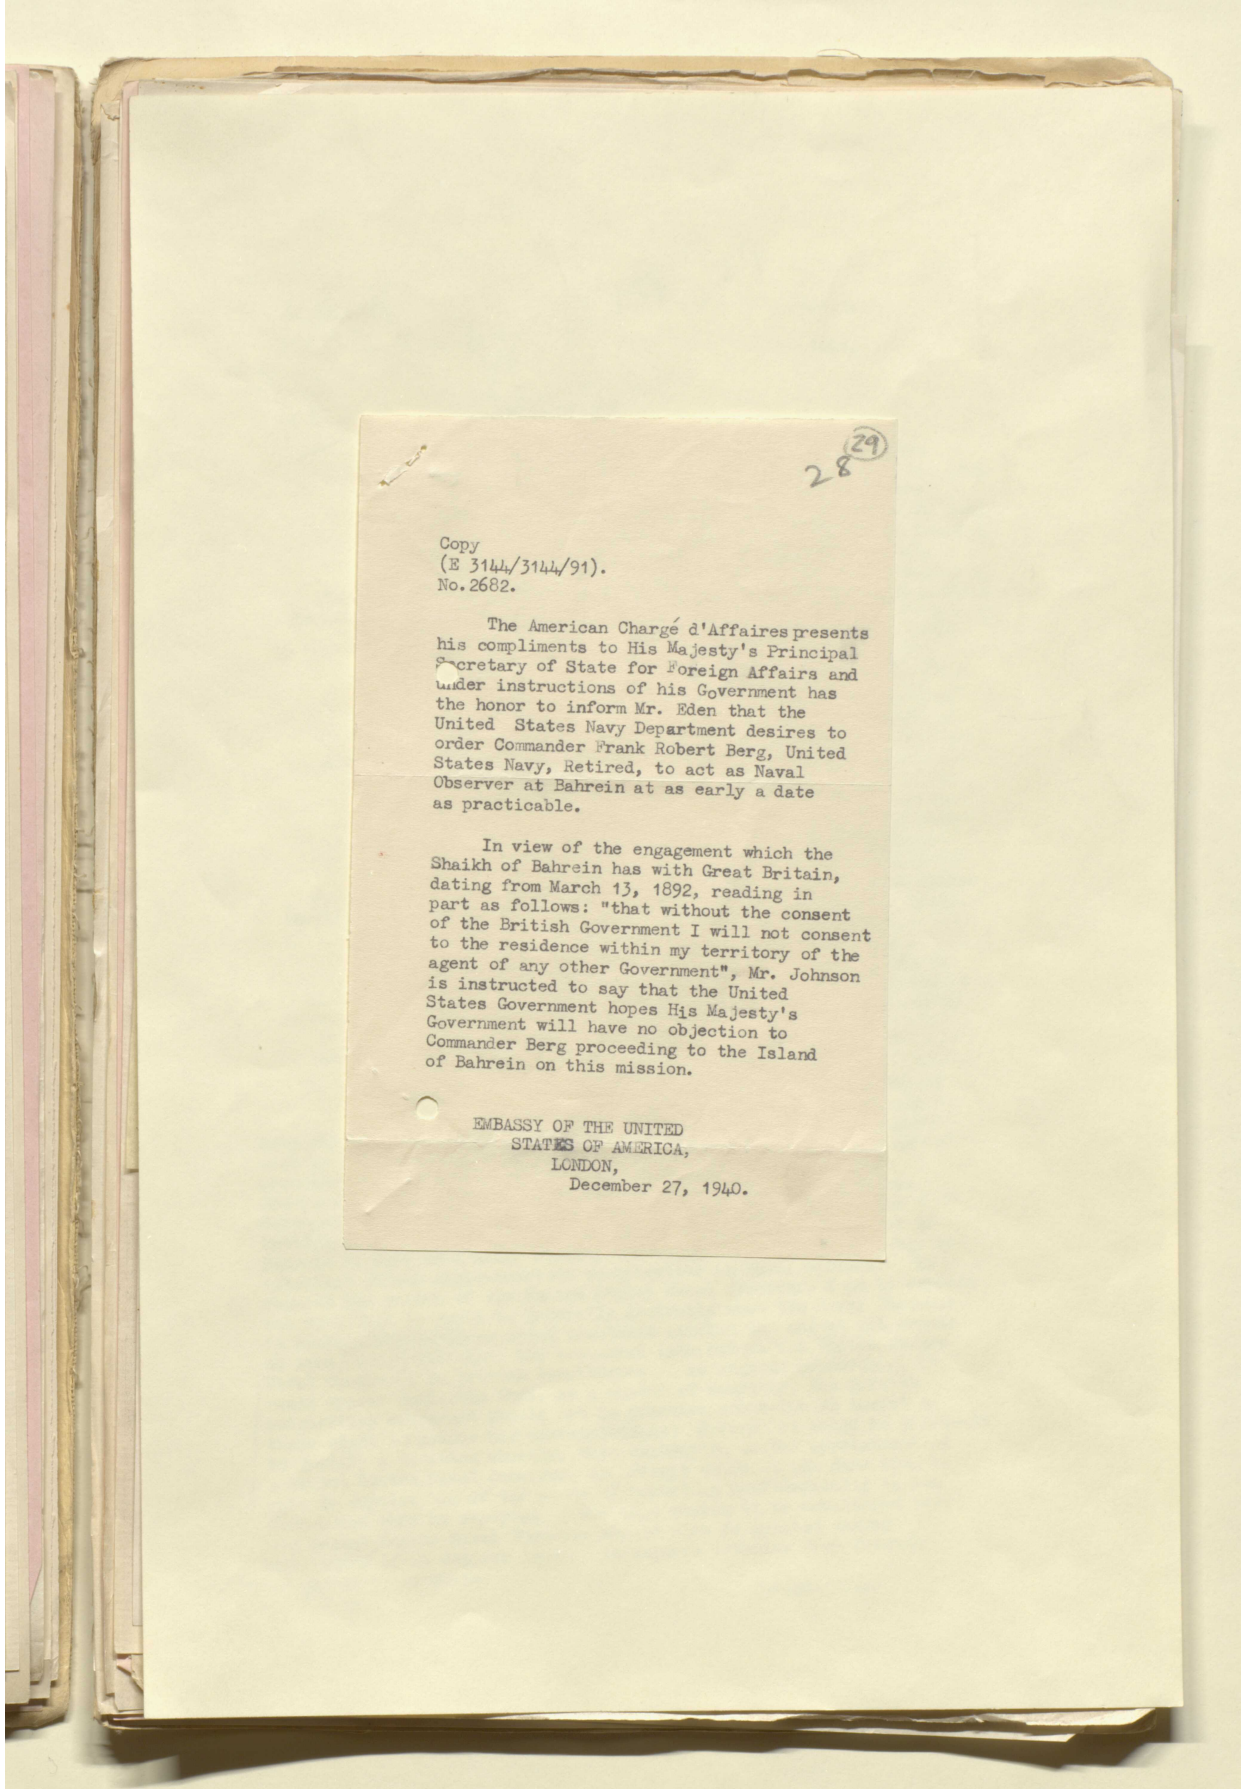 29
28
Copy
(E 3144/3144/91).
No.2682.
The American Chargé d'Affaires presents
his compliments to His Majesty's Principal
Secretary of State for Foreign Affairs and
under instructions of his Government has
the honor to inform Mr. Eden that the
United States Navy Department desires to
order Commander Frank Robert Berg, United
States Navy, Retired, to act as Naval
Observer at Bahrein at as early a date
as practicable.
In view of the engagement which the
Shaikh of Bahrein has with Great Britain,
dating from March 13, 1892, reading in
part as follows: "that without the consent
of the British Government I will not consent
to the residence within my territory of the
agent of any other Government", Mr. Johnson
is instructed to say that the United
States Government hopes His Majesty's
Government will have no objection to
Commander Berg proceeding to the Island
of Bahrein on this mission.
EMBASSY OF THE UNITED
STATES OF AMERICA,
LONDON,
December 27, 1940.